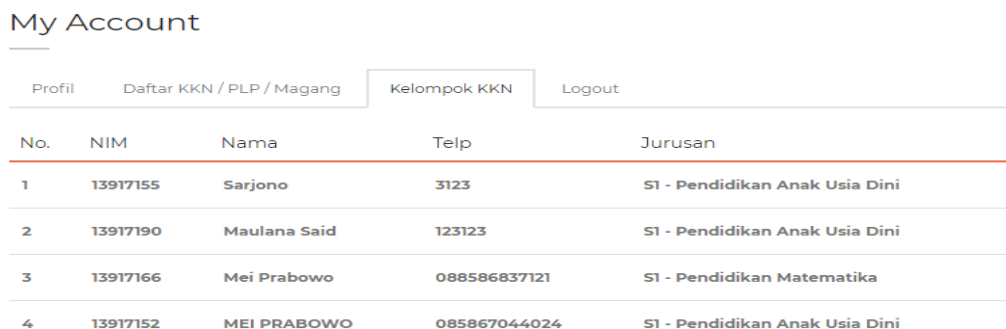 My Account
Profil Daftar KKN / PLP / Magang Kelompok KKN Logout
No. NIM Nama Telp Jurusan
1 13917155 Sarjono 3123 S1 - Pendidikan Anak Usia Dini
2 13917190 Maulana Said 123123 S1 - Pendidikan Anak Usia Dini
3 13917166 Mei Prabowo 088586837121 S1 - Pendidikan Matematika
4 13917152 MEI PRABOWO 085867044024 S1 - Pendidikan Anak Usia Dini